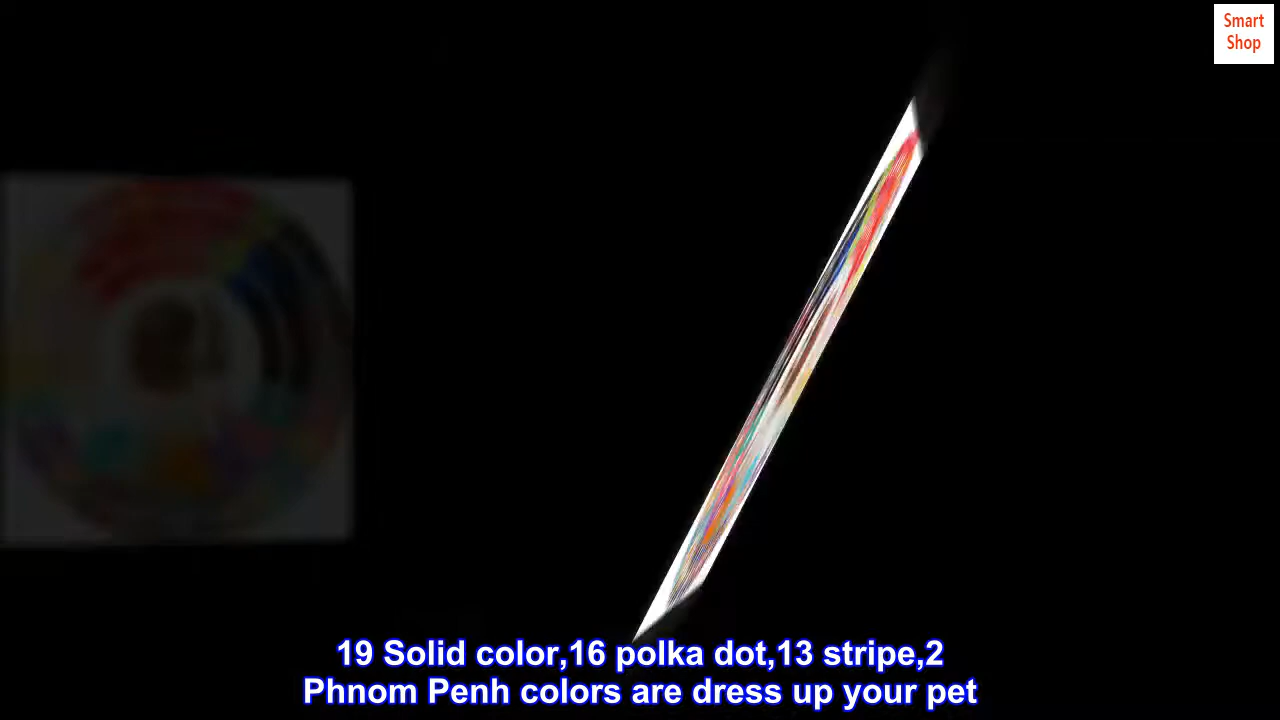 Smart
Shop
19 Solid color,16 polka dot,13 stripe,2
Phnom Penh colors are dress up your pet